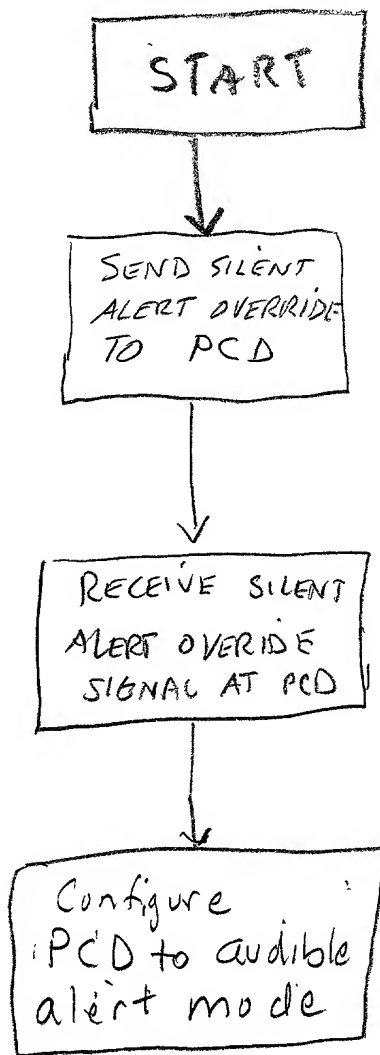 START
SEND SILENT
ALERT OVERRIDE
TO PCD
RECEIVE SILENT
ALERT OVERIDE
SIGNAL AT PCD
Configure
PCD to audible
alert mode